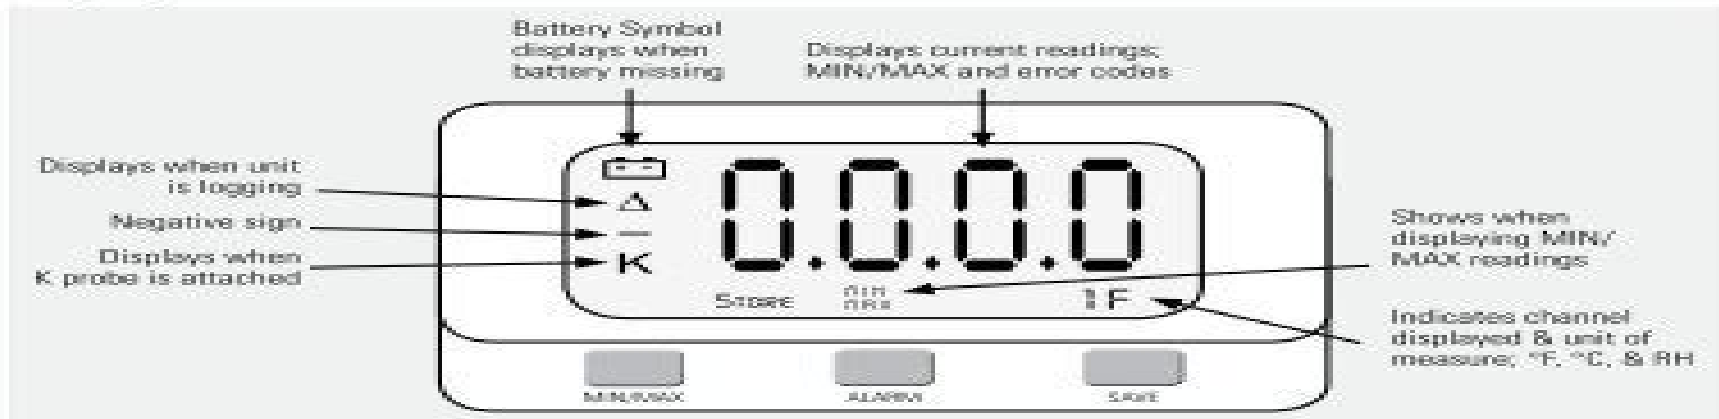 Battery Symbol
displays when
battery missing
Displays current readings,
MIN/MAX and error codes
Displays when unit
is logging
Negative sign
Displays when
K probe is attached
K
0.0.0.0
STORE
MIN
MAX
F
Shows when
displaying MIN/
MAX readings
Indicates channel
displayed & unit of
measure; °F, °C, & RH
MIN/MAX
ALARM
SAVE